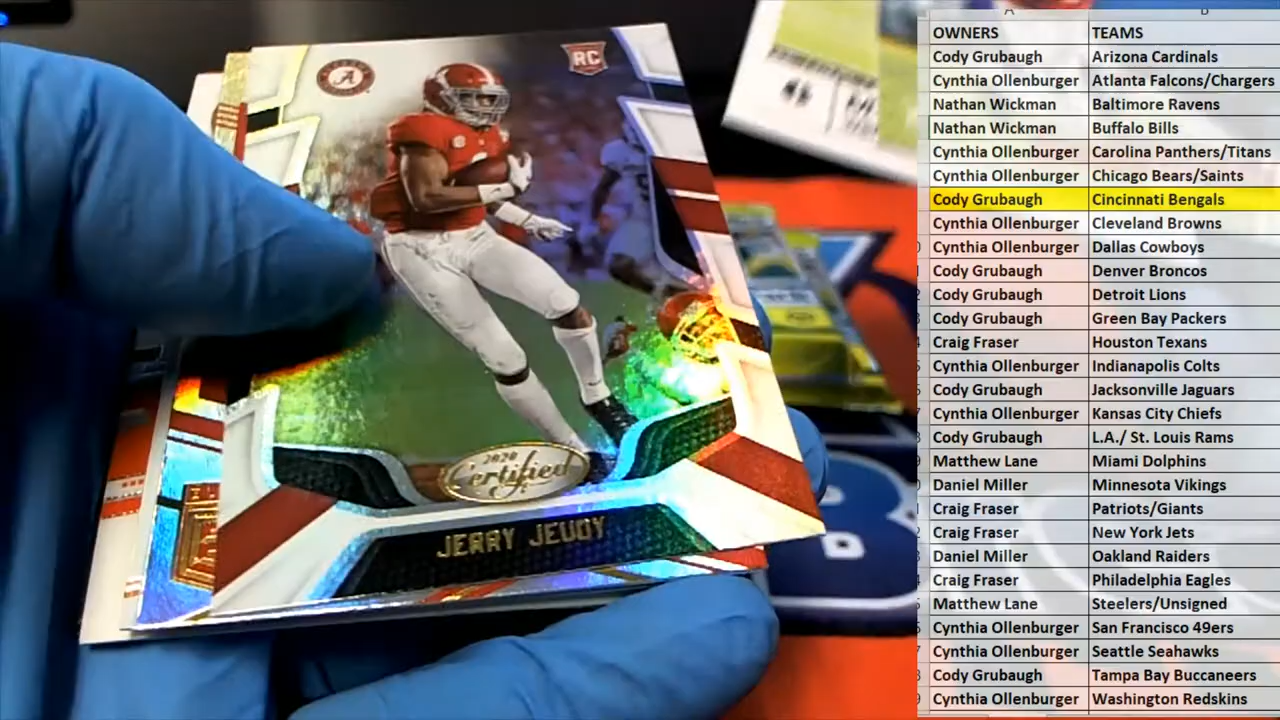 RC
A
2020
Certified
JERRY JEUDY
B
A B
OWNERS TEAMS
Cody Grubaugh Arizona Cardinals
Cynthia Ollenburger Atlanta Falcons/Chargers
Nathan Wickman Baltimore Ravens
Nathan Wickman Buffalo Bills
Cynthia Ollenburger Carolina Panthers/Titans
Cynthia Ollenburger Chicago Bears/Saints
Cody Grubaugh Cincinnati Bengals
Cynthia Ollenburger Cleveland Browns
Cynthia Ollenburger Dallas Cowboys
Cody Grubaugh Denver Broncos
Cody Grubaugh Detroit Lions
Cody Grubaugh Green Bay Packers
Craig Fraser Houston Texans
Cynthia Ollenburger Indianapolis Colts
Cody Grubaugh Jacksonville Jaguars
Cynthia Ollenburger Kansas City Chiefs
Cody Grubaugh L.A./ St. Louis Rams
Matthew Lane Miami Dolphins
Daniel Miller Minnesota Vikings
Craig Fraser Patriots/Giants
Craig Fraser New York Jets
Daniel Miller Oakland Raiders
Craig Fraser Philadelphia Eagles
Matthew Lane Steelers/Unsigned
Cynthia Ollenburger San Francisco 49ers
Cynthia Ollenburger Seattle Seahawks
Cody Grubaugh Tampa Bay Buccaneers
Cynthia Ollenburger Washington Redskins